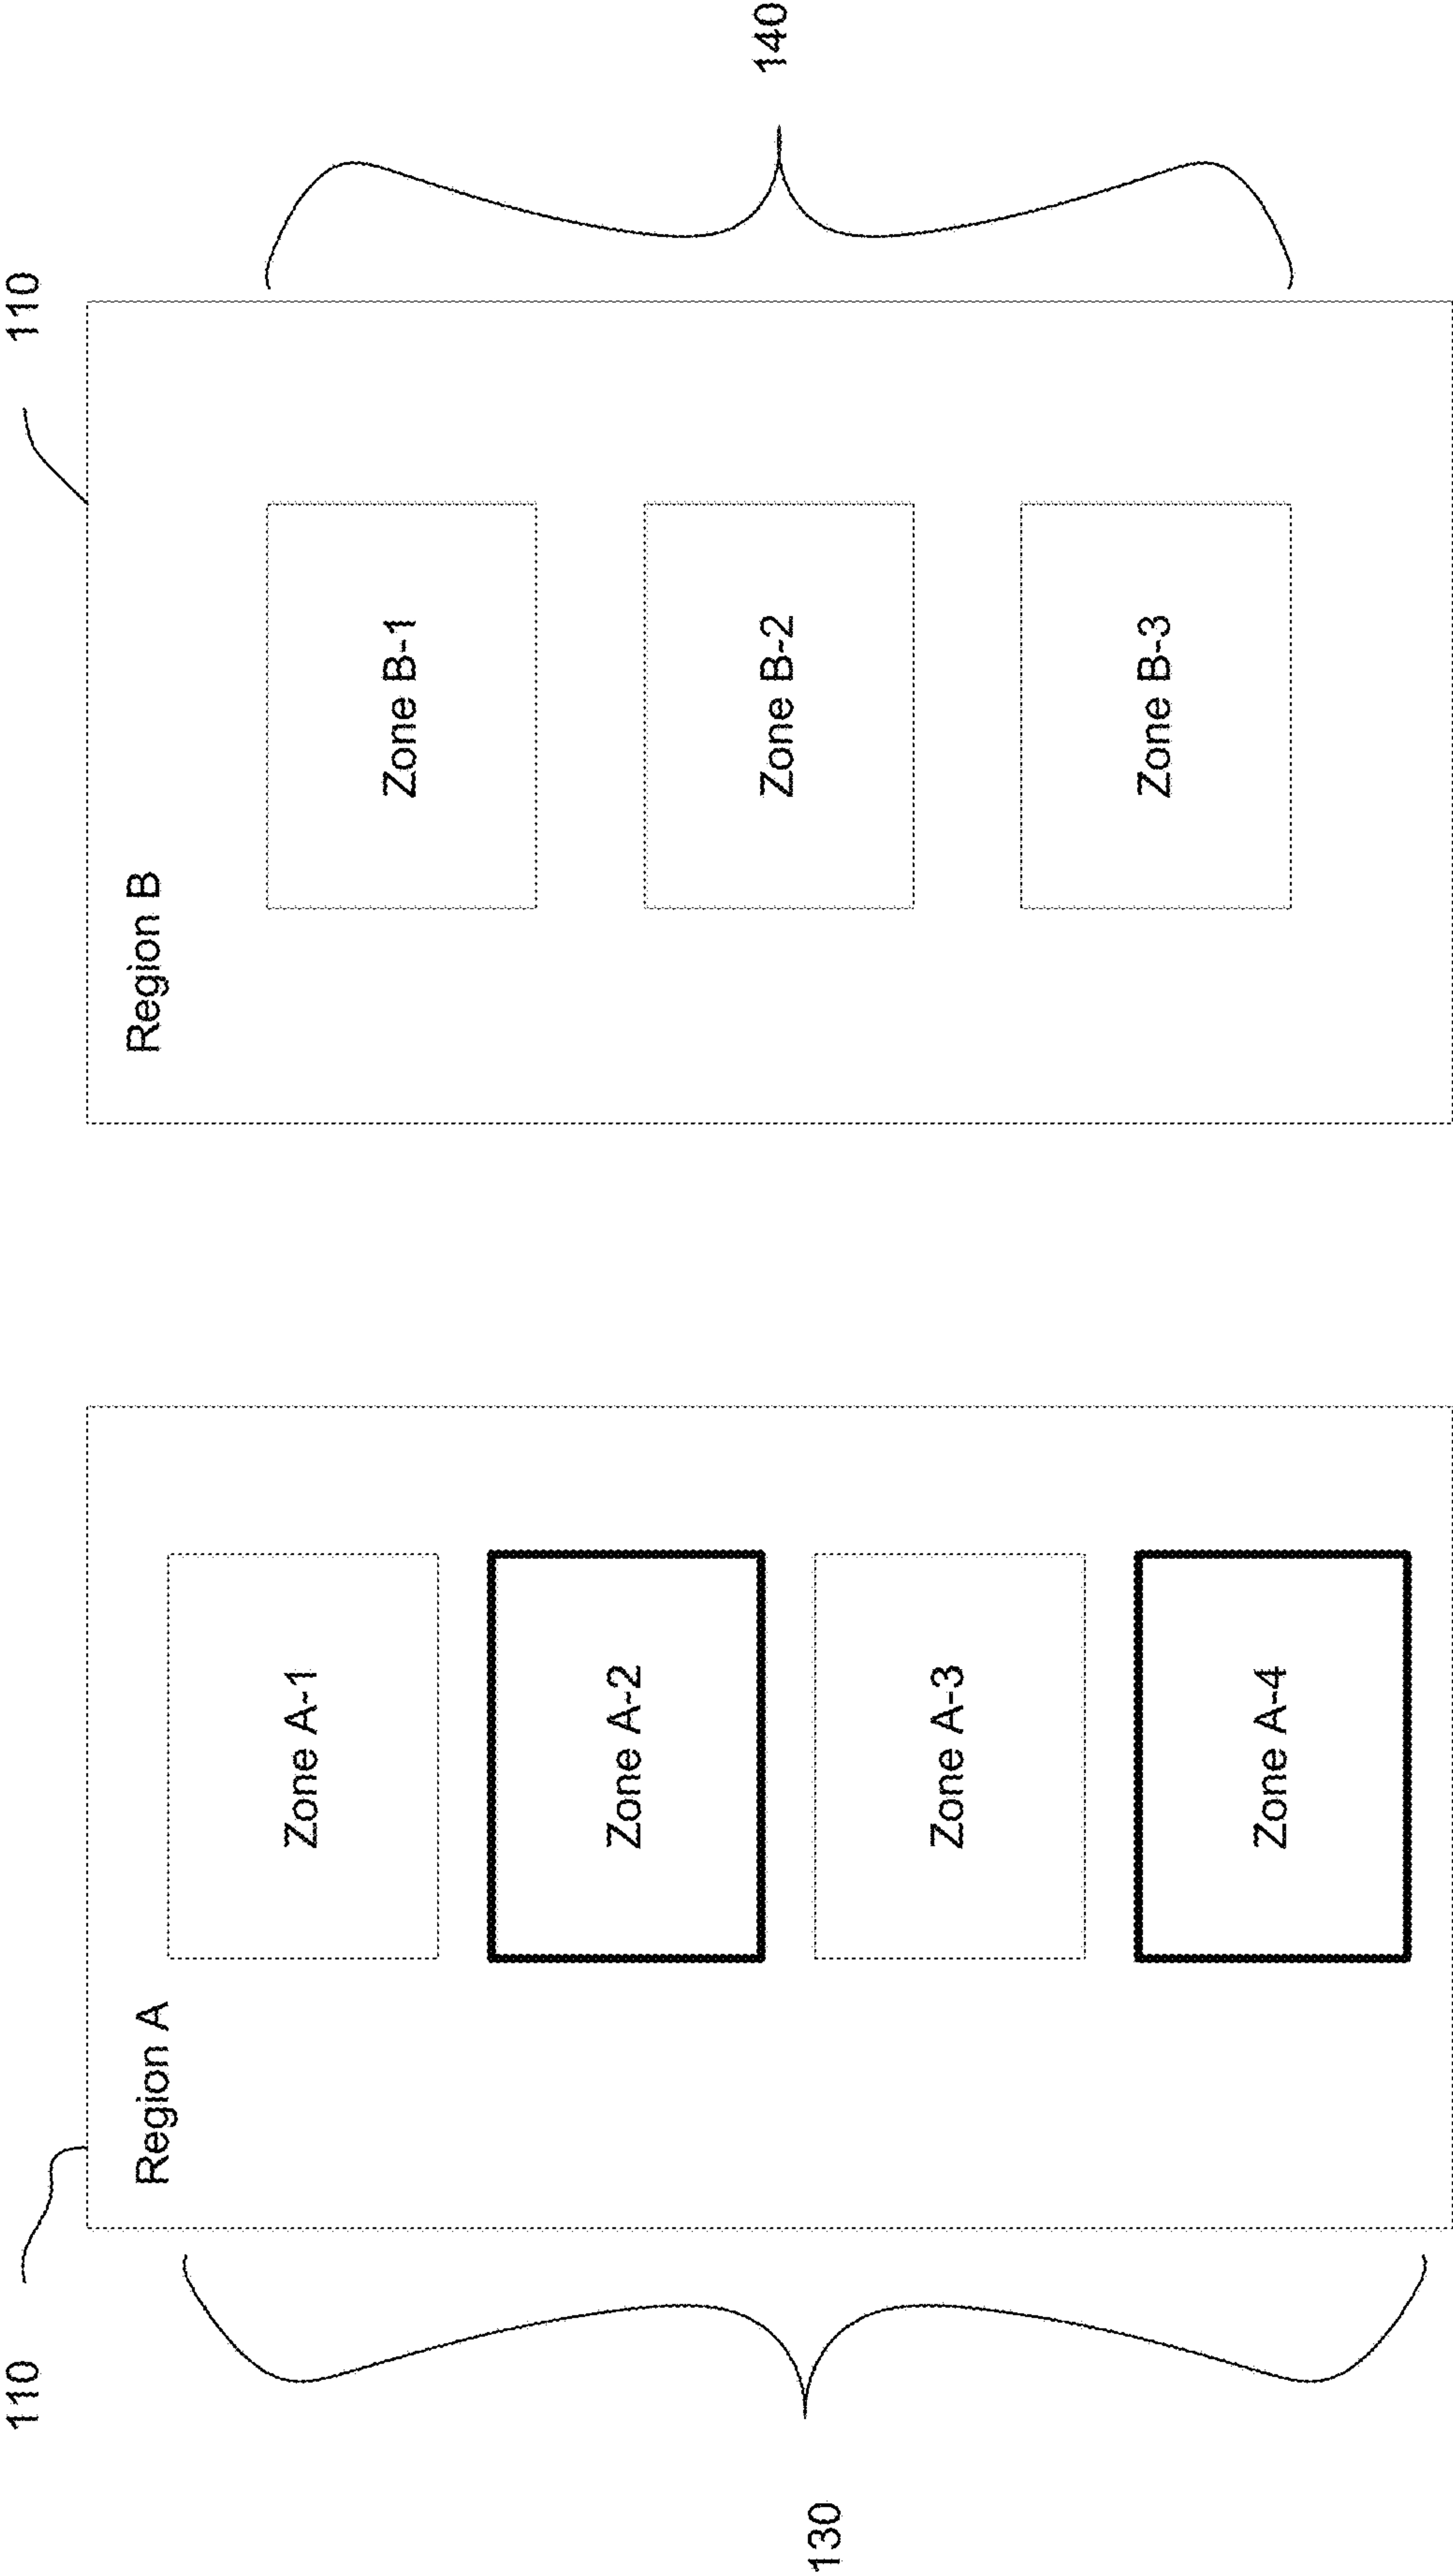 110
Region A
Zone A-1
Zone A-2
Zone A-3
Zone A-4
130
110
Region B
Zone B-1
Zone B-2
Zone B-3
140